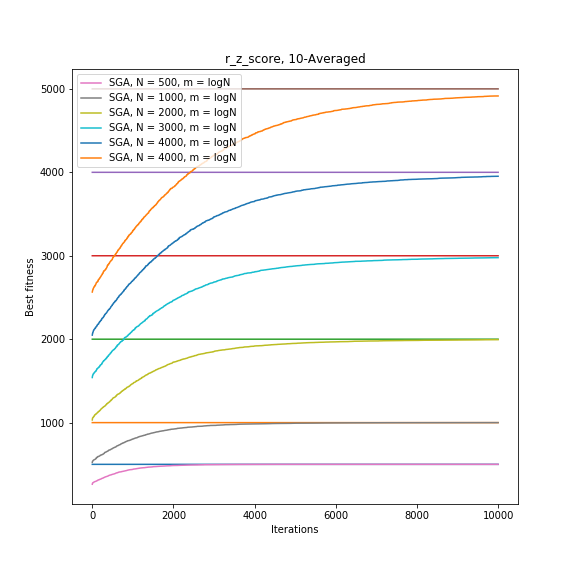 r_z_score, 10-Averaged
SGA, N = 500, m = logN
SGA, N = 1000, m = logN
SGA, N = 2000, m = logN
SGA, N = 3000, m = logN
SGA, N = 4000, m = logN
SGA, N = 4000, m = logN
5000
4000
3000
2000
1000
Best fitness
0
2000
4000
6000
8000
10000
Iterations